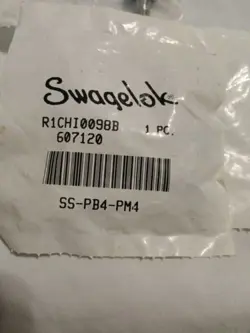 Swagelok
R1CHI0098B 1 PC.
607120
SS-PB4-PM4